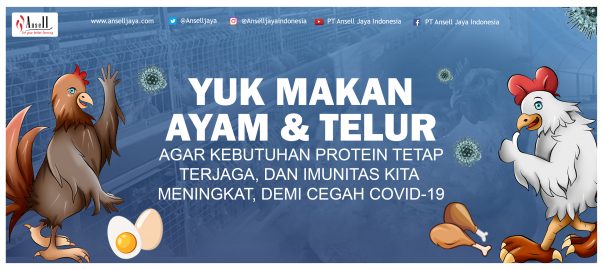 Ansell
www.anselljaya.com
@Anselljaya
@Anselljayaindonesia
PT Ansell Jaya Indonesia
PT Ansell Jaya Indonesia
YUK MAKAN
AYAM & TELUR
AGAR KEBUTUHAN PROTEIN TETAP
TERJAGA, DAN IMUNITAS KITA
MENINGKAT, DEMI CEGAH COVID-19